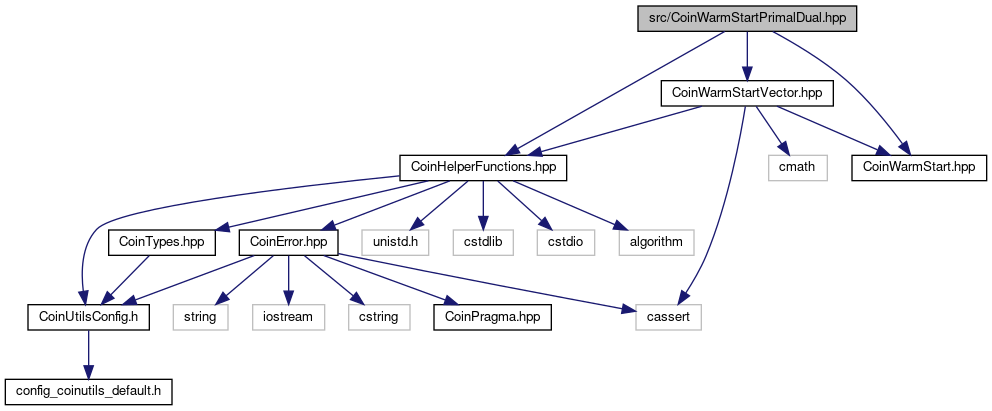 src/CoinWarmStartPrimalDual.hpp
CoinWarmStartVector.hpp
CoinHelperFunctions.hpp
cmath
CoinWarmStart.hpp
CoinTypes.hpp
CoinError.hpp
unistd.h
cstdlib
cstdio
algorithm
CoinUtilsConfig.h
string
iostream
cstring
CoinPragma.hpp
cassert
config_coinutils_default.h